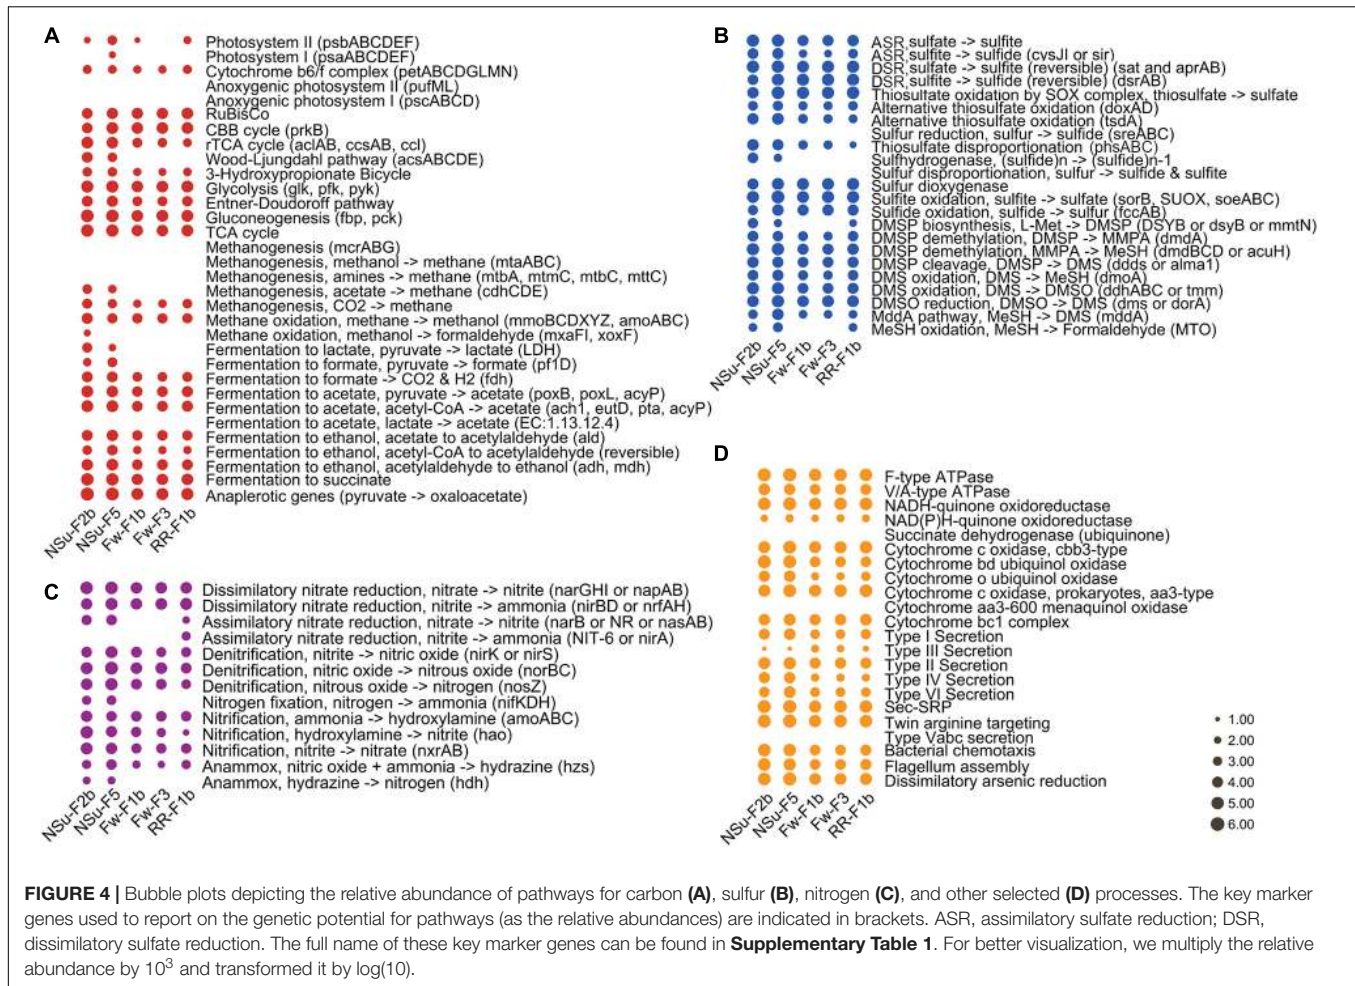 A
Photosystem II (psbABCDEF)
Photosystem I (psaABCDEF)
Cytochrome b6/f complex (petABCDGLMN)
Anoxygenic photosystem II (pufML)
Anoxygenic photosystem I (pscABCD)
RuBisCo
CBB cycle (prkB)
rTCA cycle (aclAB, ccsAB, ccl)
Wood-Ljungdahl pathway (acsABCDE)
3-Hydroxypropionate Bicycle
Glycolysis (glk, pfk, pyk)
Entner-Doudoroff pathway
Gluconeogenesis (fbp, pck)
TCA cycle
Methanogenesis (mcrABG)
Methanogenesis, methanol -> methane (mtaABC)
Methanogenesis, amines -> methane (mtbA, mtmC, mtbC, mttC)
Methanogenesis, acetate -> methane (cdhCDE)
Methanogenesis, CO2 -> methane
Methane oxidation, methane -> methanol (mmoBCDXYZ, amoABC)
Methane oxidation, methanol -> formaldehyde (mxaFI, xoxF)
Fermentation to lactate, pyruvate -> lactate (LDH)
Fermentation to formate, pyruvate -> formate (pf1D)
Fermentation to formate -> CO2 & H2 (fdh)
Fermentation to acetate, pyruvate -> acetate (poxB, poxL, acyP)
Fermentation to acetate, acetyl-CoA -> acetate (ach1, eutD, pta, acyP)
Fermentation to acetate, lactate -> acetate (EC:1.13.12.4)
Fermentation to ethanol, acetate to acetylaldehyde (ald)
Fermentation to ethanol, acetyl-CoA to acetylaldehyde (reversible)
Fermentation to ethanol, acetylaldehyde to ethanol (adh, mdh)
Fermentation to succinate
Anaplerotic genes (pyruvate -> oxaloacetate)
NSu-F2b
NSu-F5
Fw-F1b
Fw-F3
RR-F1b
B
ASR,sulfate -> sulfite
ASR,sulfite -> sulfide (cysJI or sir)
DSR,sulfate -> sulfite (reversible) (sat and aprAB)
DSR,sulfite -> sulfide (reversible) (dsrAB)
Thiosulfate oxidation by SOX complex, thiosulfate -> sulfate
Alternative thiosulfate oxidation (doxAD)
Alternative thiosulfate oxidation (tsdA)
Sulfur reduction, sulfur -> sulfide (sreABC)
Thiosulfate disproportionation (phsABC)
Sulfhydrogenase, (sulfide)n -> (sulfide)n-1
Sulfur disproportionation, sulfur -> sulfide & sulfite
Sulfur dioxygenase
Sulfite oxidation, sulfite -> sulfate (sorB, SUOX, soeABC)
Sulfide oxidation, sulfide -> sulfur (fccAB)
DMSP biosynthesis, L-Met -> DMSP (DSYB or dsyB or mmtN)
DMSP demethylation, DMSP -> MMPA (dmdA)
DMSP demethylation, MMPA -> MeSH (dmdBCD or acuH)
DMSP cleavage, DMSP -> DMS (ddds or alma1)
DMS oxidation, DMS -> MeSH (dmoA)
DMS oxidation, DMS -> DMSO (ddhABC or tmm)
DMSO reduction, DMSO -> DMS (dms or dorA)
MddA pathway, MeSH -> DMS (mddA)
MeSH oxidation, MeSH -> Formaldehyde (MTO)
NSu-F2b
NSu-F5
Fw-F1b
Fw-F3
RR-F1b
C
Dissimilatory nitrate reduction, nitrate -> nitrite (narGHI or napAB)
Dissimilatory nitrate reduction, nitrite -> ammonia (nirBD or nrfAH)
Assimilatory nitrate reduction, nitrate -> nitrite (narB or NR or nasAB)
Assimilatory nitrate reduction, nitrite -> ammonia (NIT-6 or nirA)
Denitrification, nitrite -> nitric oxide (nirK or nirS)
Denitrification, nitric oxide -> nitrous oxide (norBC)
Denitrification, nitrous oxide -> nitrogen (nosZ)
Nitrogen fixation, nitrogen -> ammonia (nifKDH)
Nitrification, ammonia -> hydroxylamine (amoABC)
Nitrification, hydroxylamine -> nitrite (hao)
Nitrification, nitrite -> nitrate (nxrAB)
Anammox, nitric oxide + ammonia -> hydrazine (hzs)
Anammox, hydrazine -> nitrogen (hdh)
NSu-F2b
NSu-F5
Fw-F1b
Fw-F3
RR-F1b
D
F-type ATPase
V/A-type ATPase
NADH-quinone oxidoreductase
NAD(P)H-quinone oxidoreductase
Succinate dehydrogenase (ubiquinone)
Cytochrome c oxidase, cbb3-type
Cytochrome bd ubiquinol oxidase
Cytochrome o ubiquinol oxidase
Cytochrome c oxidase, prokaryotes, aa3-type
Cytochrome aa3-600 menaquinol oxidase
Cytochrome bc1 complex
Type I Secretion
Type III Secretion
Type II Secretion
Type IV Secretion
Type VI Secretion
Sec-SRP
Twin arginine targeting
Type Vabc secretion
Bacterial chemotaxis
Flagellum assembly
Dissimilatory arsenic reduction
NSu-F2b
NSu-F5
Fw-F1b
Fw-F3
RR-F1b
1.00
2.00
3.00
4.00
5.00
6.00
FIGURE 4 | Bubble plots depicting the relative abundance of pathways for carbon (A), sulfur (B), nitrogen (C), and other selected (D) processes. The key marker
genes used to report on the genetic potential for pathways (as the relative abundances) are indicated in brackets. ASR, assimilatory sulfate reduction; DSR,
dissimilatory sulfate reduction. The full name of these key marker genes can be found in Supplementary Table 1. For better visualization, we multiply the relative
abundance by 10³ and transformed it by log(10).